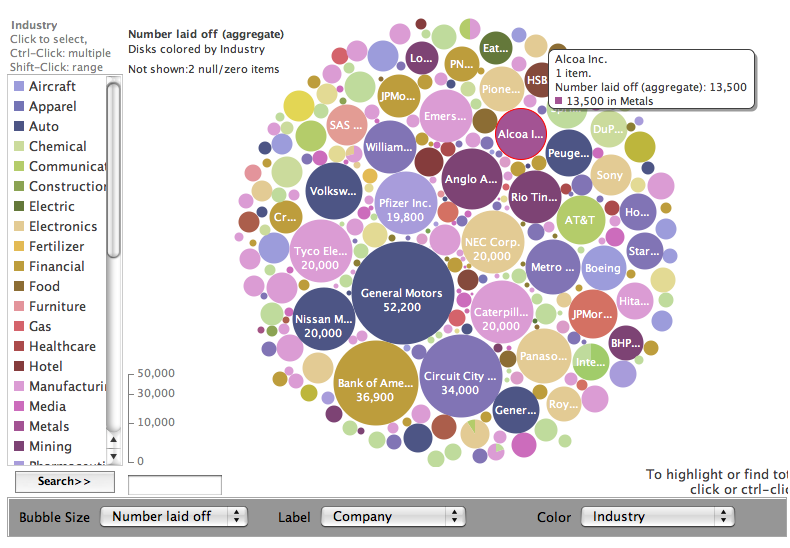 Industry
Click to select,
Ctrl-Click: multiple
Shift-Click: range
Aircraft
Apparel
Auto
Chemical
Communicat
Construction
Electric
Electronics
Fertilizer
Financial
Food
Furniture
Gas
Healthcare
Hotel
Manufacturin
Media
Metals
Mining
Search>>
Number laid off (aggregate)
Disks colored by Industry
Not shown:2 null/zero items
50,000
30,000
10,000
0
Lo...
Eat...
PN...
HSB
JPMo...
Pione...
Emers...
SAS ...
Alcoa I...
DuP...
William...
Peuge...
Volksw...
Anglo A...
Sony
Pfizer Inc.
19,800
Rio Tin...
Cr...
AT&T
Ho...
Tyco Ele...
20,000
NEC Corp.
20,000
Metro ...
Boeing
Star...
General Motors
52,200
Nissan M...
20,000
Caterpill...
20,000
JPMor...
Hita...
BHP...
Panaso...
Inte...
Bank of Ame...
36,900
Circuit City ...
34,000
Gener...
Roy...
Alcoa Inc.
1 item.
Number laid off (aggregate): 13,500
13,500 in Metals
To highlight or find tot
click or ctrl-clic
Bubble Size Number laid off Label Company Color Industry